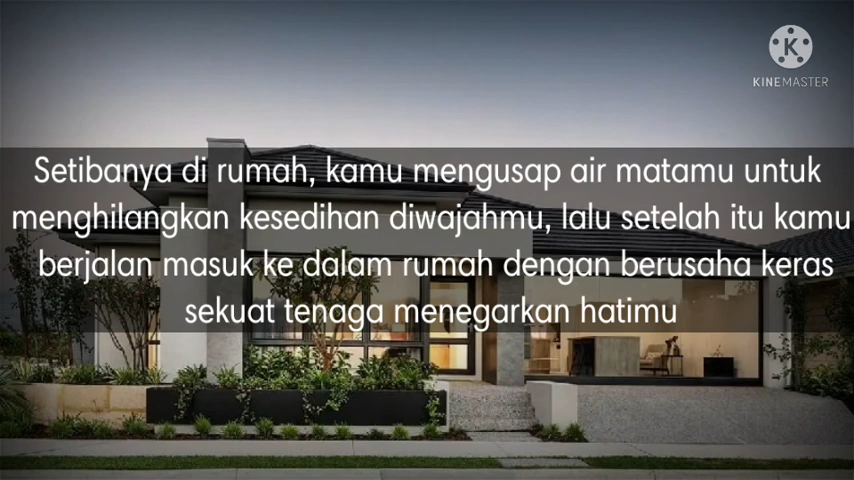 KINEMASTER
Setibanya di rumah, kamu mengusap air matamu untuk
menghilangkan kesedihan diwajahmu, lalu setelah itu kamu
berjalan masuk ke dalam rumah dengan berusaha keras
sekuat tenaga menegarkan hatimu